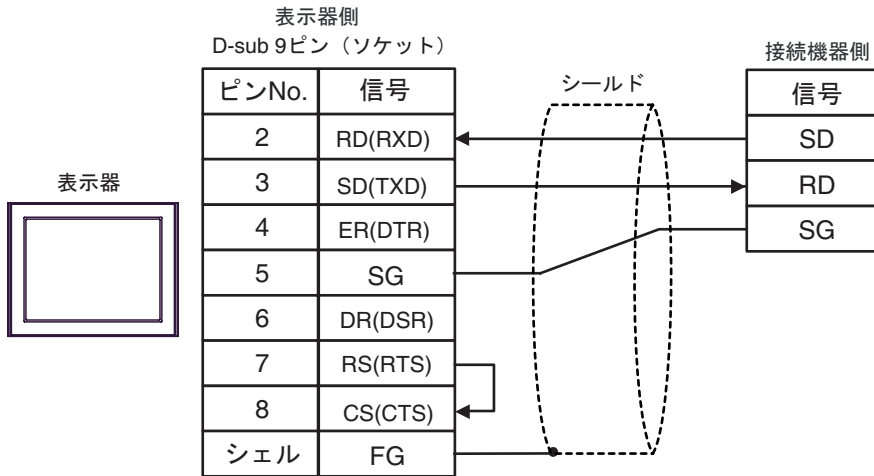 表示器側
D-sub 9ピン（ソケット）
接続機器側
シールド
ピンNo. 信号
信号
2 RD(RXD)
SD
3 SD(TXD)
RD
表示器
4 ER(DTR)
SG
5 SG
6 DR(DSR)
7 RS(RTS)
8 CS(CTS)
シェル FG